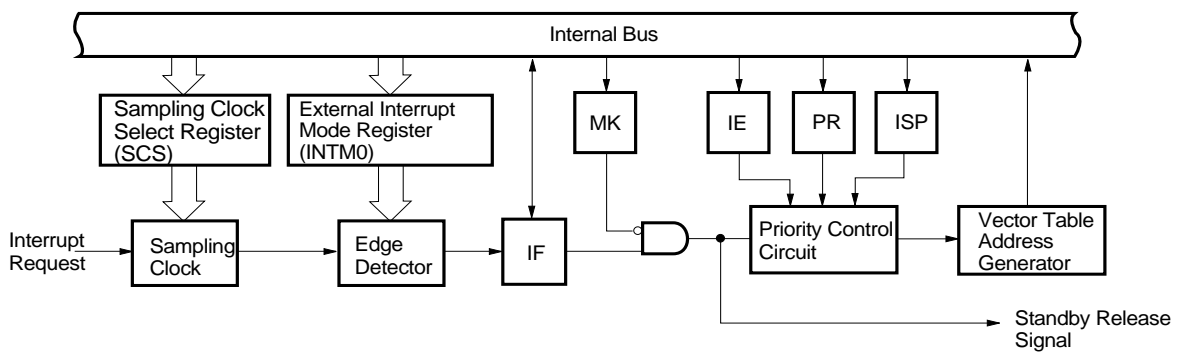 Internal Bus
Sampling Clock
Select Register
(SCS)
External Interrupt
Mode Register
(INTM0)
MK
IE
PR
ISP
Interrupt
Request
Sampling
Clock
Edge
Detector
IF
Priority Control
Circuit
Vector Table
Address
Generator
Standby Release
Signal